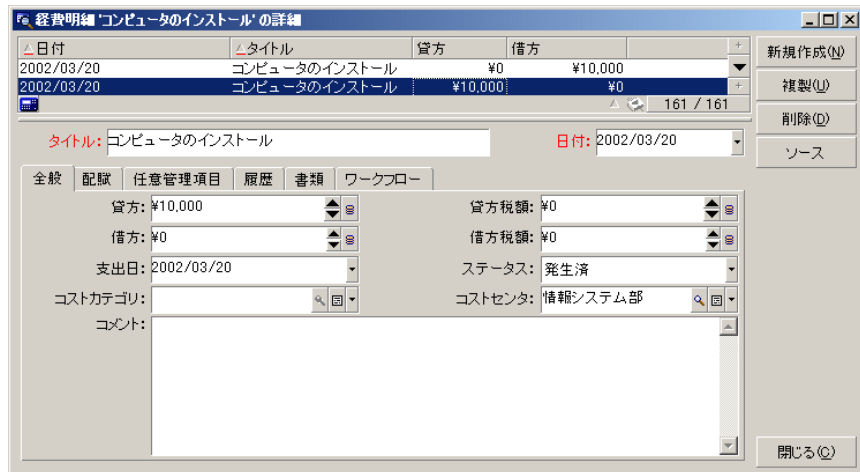 経費明細 'コンピュータのインストール' の詳細
日付 タイトル 貸方 借方
2002/03/20 コンピュータのインストール ¥0 ¥10,000
2002/03/20 コンピュータのインストール ¥10,000 ¥0
161 / 161
新規作成(N)
複製(U)
削除(D)
ソース
タイトル: コンピュータのインストール 日付: 2002/03/20
全般 配賦 任意管理項目 履歴 書類 ワークフロー
貸方: ¥10,000 貸方税額: ¥0
借方: ¥0 借方税額: ¥0
支出日: 2002/03/20 ステータス: 発生済
コストカテゴリ: コストセンタ: 情報システム部
コメント:
閉じる(C)